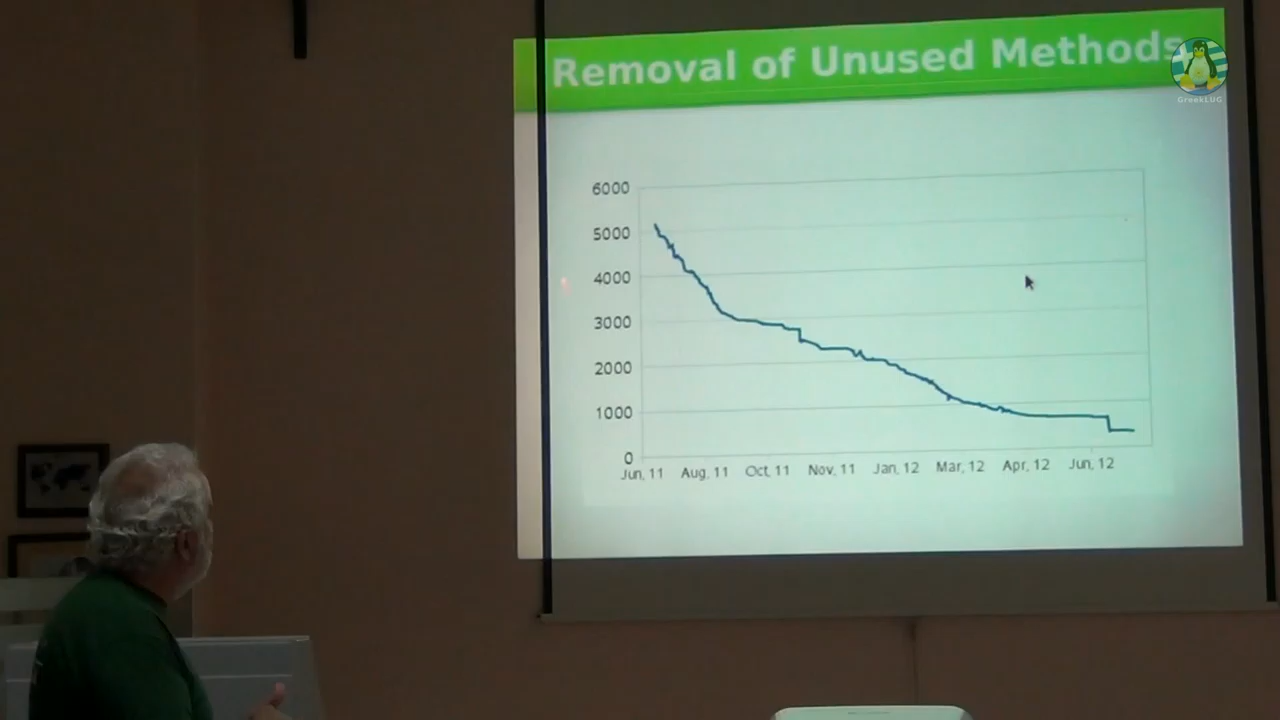 Removal of Unused Methods
GreekLUG
6000
5000
4000
3000
2000
1000
0
Jun, 11 Aug, 11 Oct, 11 Nov, 11 Jan, 12 Mar, 12 Apr, 12 Jun, 12